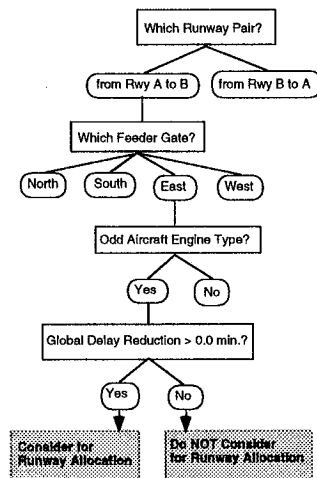 Which Runway Pair?
from Rwy A to B
from Rwy B to A
Which Feeder Gate?
North
South
East
West
Odd Aircraft Engine Type?
Yes
No
Global Delay Reduction > 0.0 min.?
Yes
No
Consider for
Runway Allocation
Do NOT Consider
for Runway Allocation